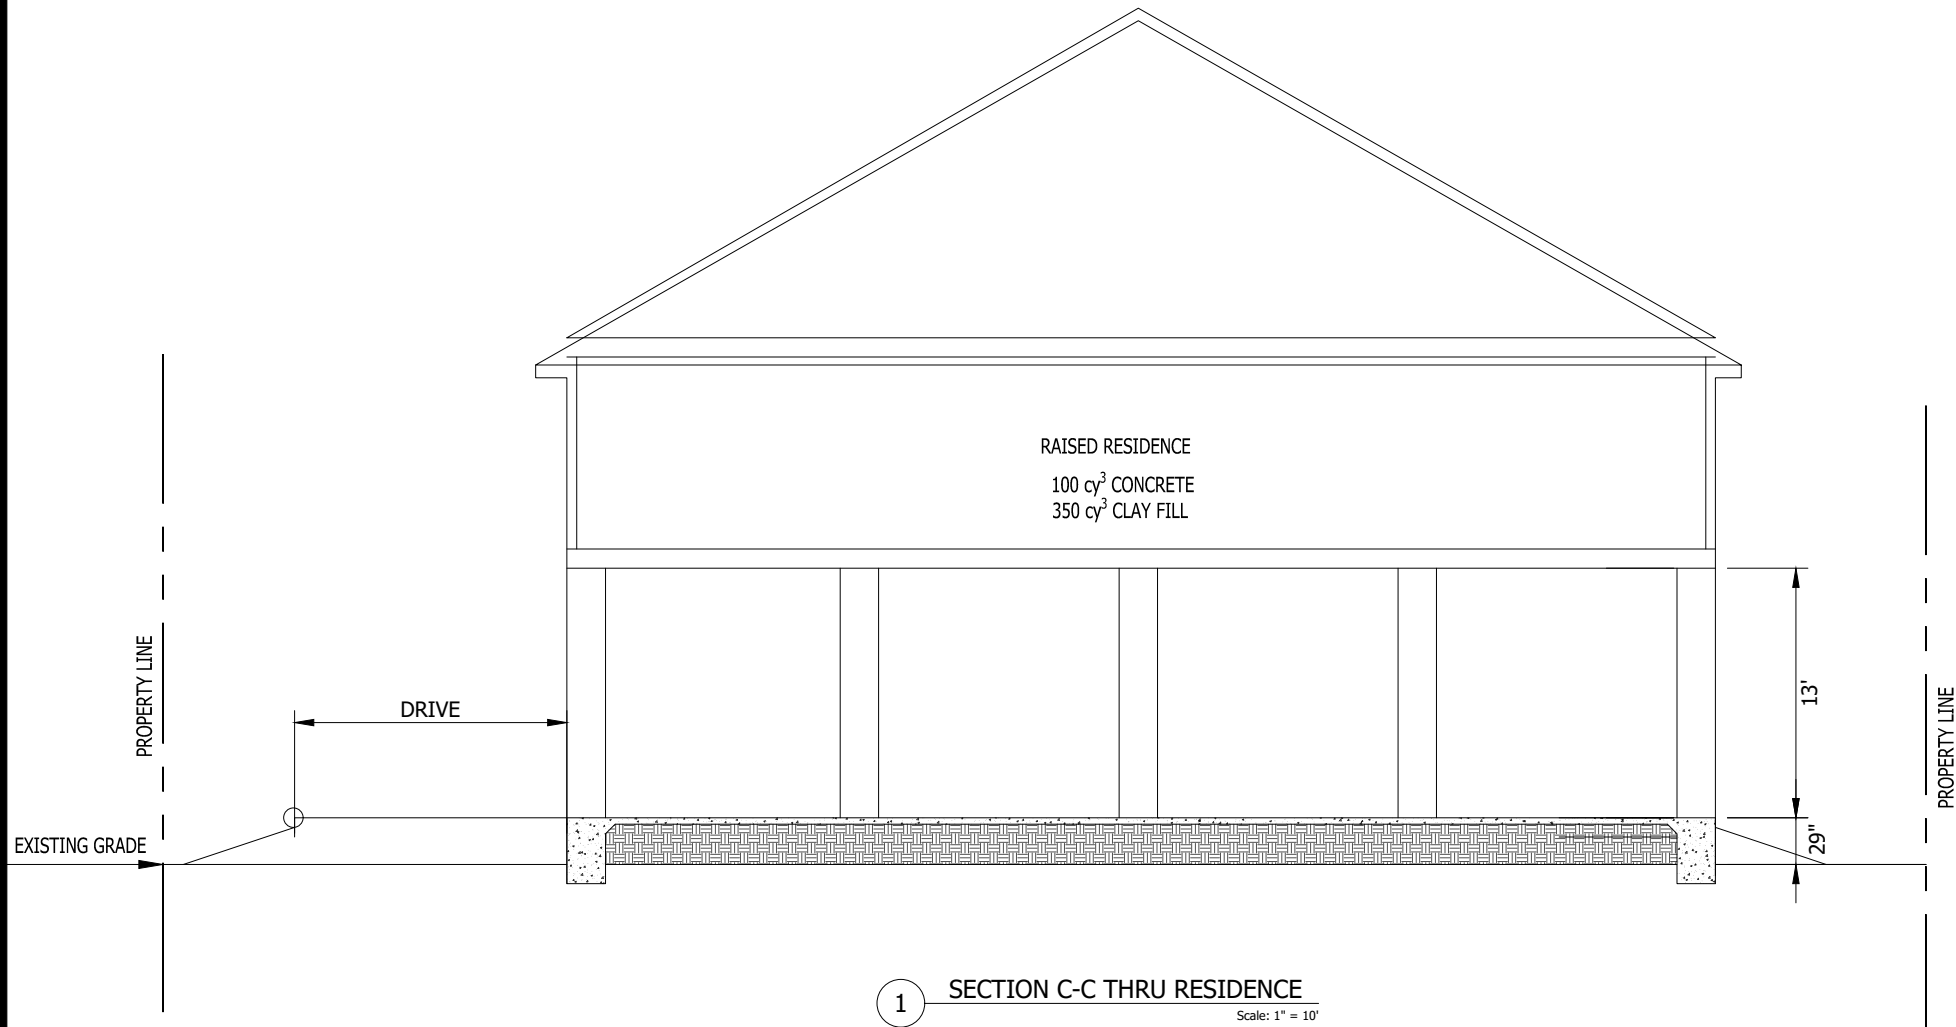 RAISED RESIDENCE
100 cy³ CONCRETE
350 cy³ CLAY FILL
PROPERTY LINE
DRIVE
13'
PROPERTY LINE
EXISTING GRADE
29"
1 SECTION C-C THRU RESIDENCE
Scale: 1" = 10'